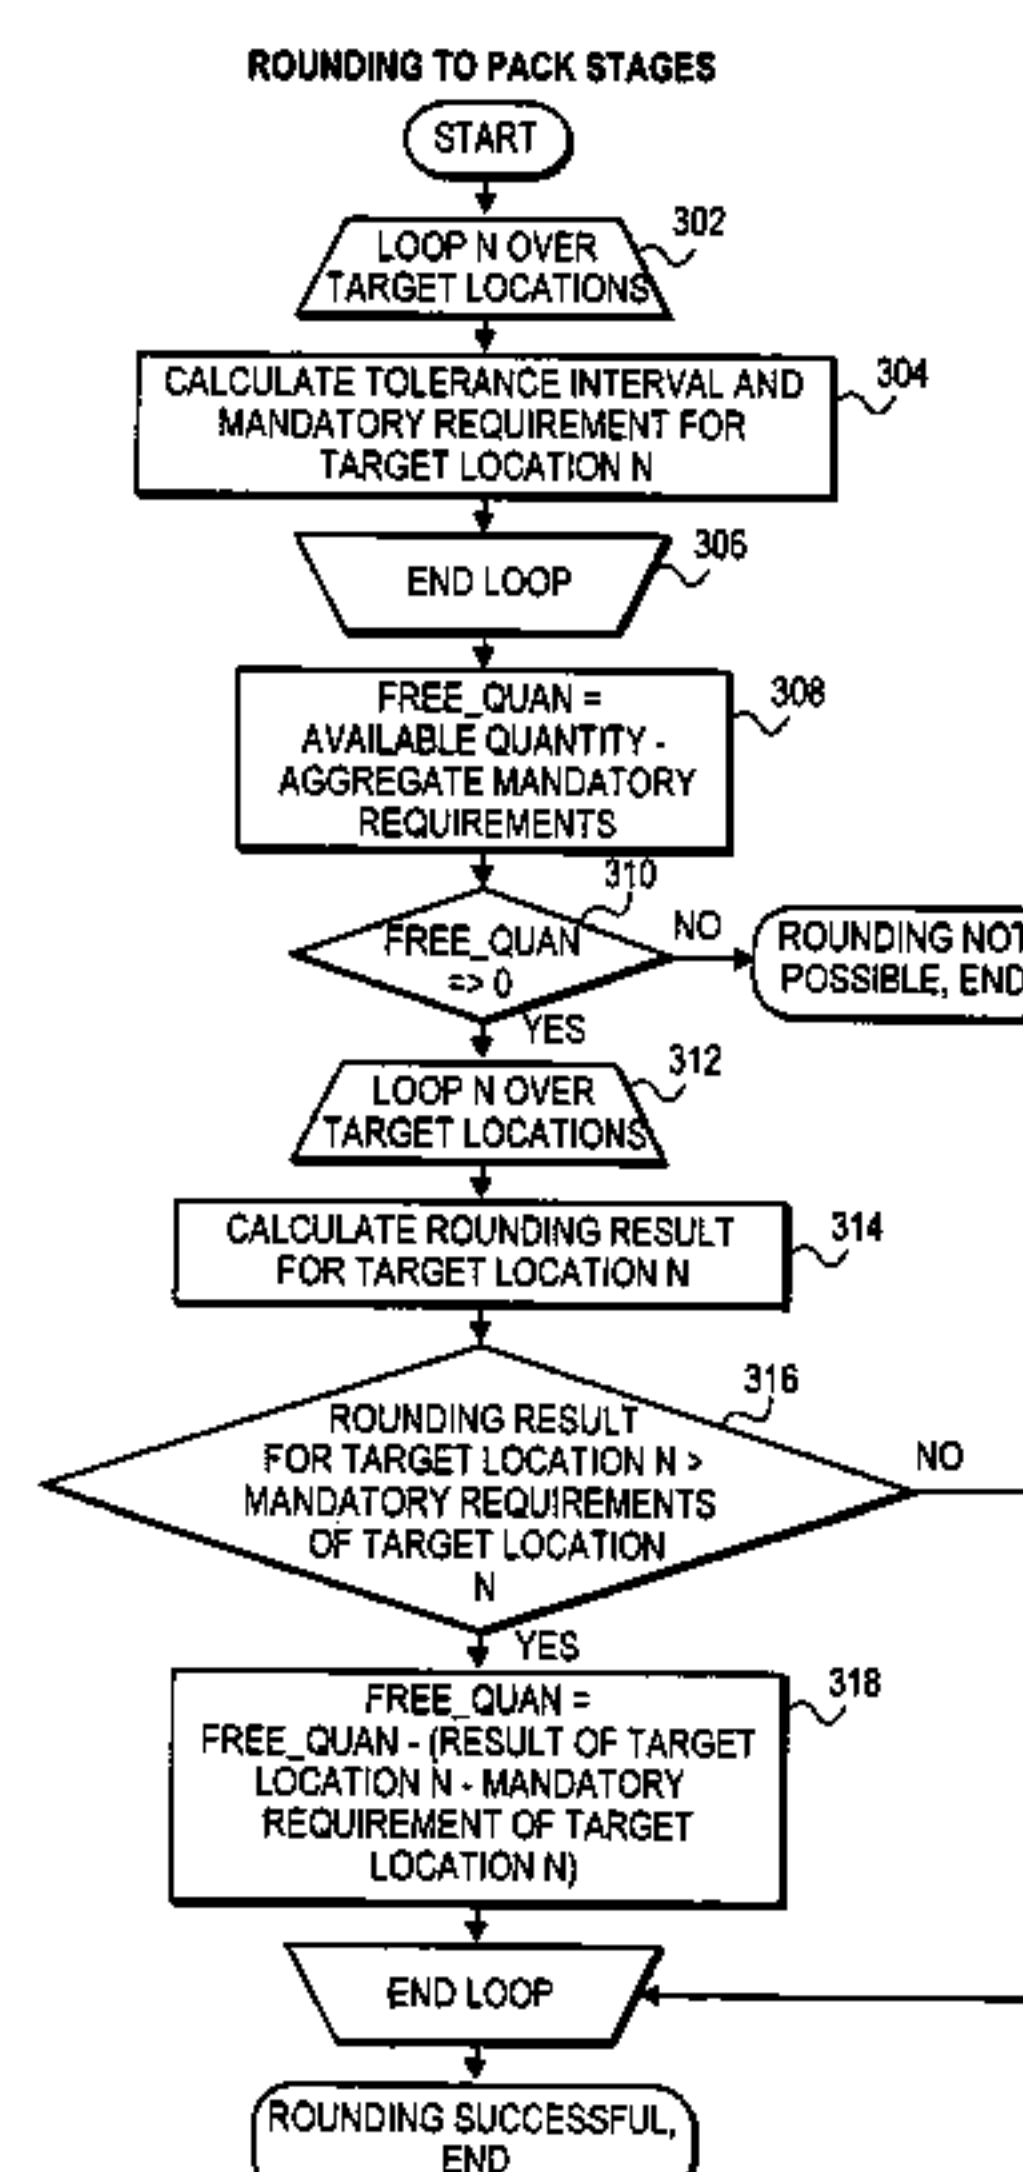 ROUNDING TO PACK STAGES
START
302
LOOP N OVER
TARGET LOCATIONS
304
CALCULATE TOLERANCE INTERVAL AND
MANDATORY REQUIREMENT FOR
TARGET LOCATION N
306
END LOOP
308
FREE_QUAN =
AVAILABLE QUANTITY -
AGGREGATE MANDATORY
REQUIREMENTS
310
FREE_QUAN
=> 0
NO
ROUNDING NOT
POSSIBLE, END
YES
312
LOOP N OVER
TARGET LOCATIONS
314
CALCULATE ROUNDING RESULT
FOR TARGET LOCATION N
316
ROUNDING RESULT
FOR TARGET LOCATION N >
MANDATORY REQUIREMENTS
OF TARGET LOCATION
N
NO
YES
318
FREE_QUAN =
FREE_QUAN - (RESULT OF TARGET
LOCATION N - MANDATORY
REQUIREMENT OF TARGET
LOCATION N)
END LOOP
ROUNDING SUCCESSFUL,
END